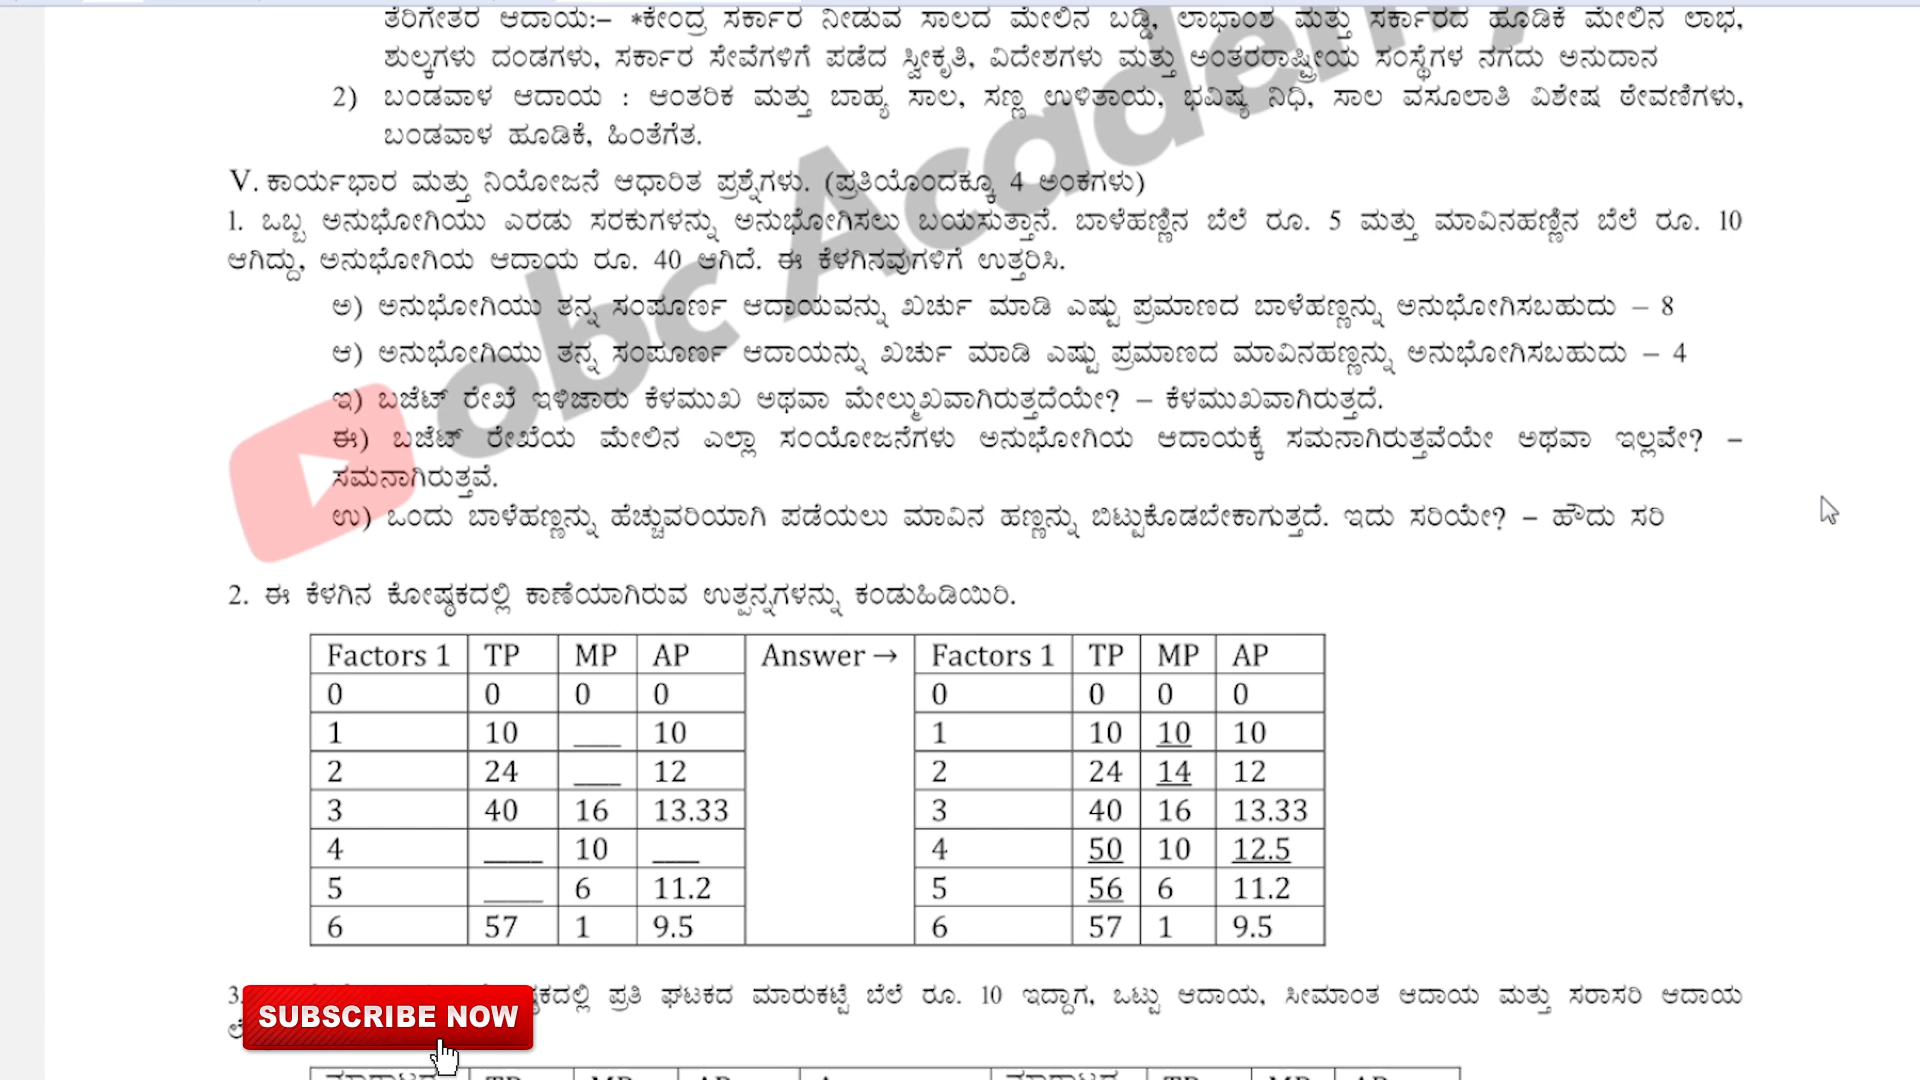 ತೆರಿಗೇತರ ಆದಾಯ:– *ಕೇಂದ್ರ ಸರ್ಕಾರ ನೀಡುವ ಸಾಲದ ಮೇಲಿನ ಬಡ್ಡಿ, ಲಾಭಾಂಶ ಮತ್ತು ಸರ್ಕಾರದ ಹೂಡಿಕೆ ಮೇಲಿನ ಲಾಭ,
ಶುಲ್ಕಗಳು ದಂಡಗಳು, ಸರ್ಕಾರ ಸೇವೆಗಳಿಗೆ ಪಡೆದ ಸ್ವೀಕೃತಿ, ವಿದೇಶಗಳು ಮತ್ತು ಅಂತರರಾಷ್ಟ್ರೀಯ ಸಂಸ್ಥೆಗಳ ನಗದು ಅನುದಾನ
2) ಬಂಡವಾಳ ಆದಾಯ : ಆಂತರಿಕ ಮತ್ತು ಬಾಹ್ಯ ಸಾಲ, ಸಣ್ಣ ಉಳಿತಾಯ, ಭವಿಷ್ಯ ನಿಧಿ, ಸಾಲ ವಸೂಲಾತಿ ವಿಶೇಷ ಠೇವಣಿಗಳು,
ಬಂಡವಾಳ ಹೂಡಿಕೆ, ಹಿಂತೆಗೆತ.
V. ಕಾರ್ಯಭಾರ ಮತ್ತು ನಿಯೋಜನೆ ಆಧಾರಿತ ಪ್ರಶ್ನೆಗಳು. (ಪ್ರತಿಯೊಂದಕ್ಕೂ 4 ಅಂಕಗಳು)
1. ಒಬ್ಬ ಅನುಭೋಗಿಯು ಎರಡು ಸರಕುಗಳನ್ನು ಅನುಭೋಗಿಸಲು ಬಯಸುತ್ತಾನೆ. ಬಾಳೆಹಣ್ಣಿನ ಬೆಲೆ ರೂ. 5 ಮತ್ತು ಮಾವಿನಹಣ್ಣಿನ ಬೆಲೆ ರೂ. 10
ಆಗಿದ್ದು, ಅನುಭೋಗಿಯ ಆದಾಯ ರೂ. 40 ಆಗಿದೆ. ಈ ಕೆಳಗಿನವುಗಳಿಗೆ ಉತ್ತರಿಸಿ.
ಅ) ಅನುಭೋಗಿಯು ತನ್ನ ಸಂಪೂರ್ಣ ಆದಾಯವನ್ನು ಖರ್ಚು ಮಾಡಿ ಎಷ್ಟು ಪ್ರಮಾಣದ ಬಾಳೆಹಣ್ಣನ್ನು ಅನುಭೋಗಿಸಬಹುದು – 8
ಆ) ಅನುಭೋಗಿಯು ತನ್ನ ಸಂಪೂರ್ಣ ಆದಾಯನ್ನು ಖರ್ಚು ಮಾಡಿ ಎಷ್ಟು ಪ್ರಮಾಣದ ಮಾವಿನಹಣ್ಣನ್ನು ಅನುಭೋಗಿಸಬಹುದು – 4
ಇ) ಬಜೆಟ್ ರೇಖೆ ಇಳಿಜಾರು ಕೆಳಮುಖ ಅಥವಾ ಮೇಲ್ಮುಖವಾಗಿರುತ್ತದೆಯೇ? – ಕೆಳಮುಖವಾಗಿರುತ್ತದೆ.
ಈ) ಬಜೆಟ್ ರೇಖೆಯ ಮೇಲಿನ ಎಲ್ಲಾ ಸಂಯೋಜನೆಗಳು ಅನುಭೋಗಿಯ ಆದಾಯಕ್ಕೆ ಸಮನಾಗಿರುತ್ತವೆಯೇ ಅಥವಾ ಇಲ್ಲವೇ? –
ಸಮನಾಗಿರುತ್ತವೆ.
ಉ) ಒಂದು ಬಾಳೆಹಣ್ಣನ್ನು ಹೆಚ್ಚುವರಿಯಾಗಿ ಪಡೆಯಲು ಮಾವಿನ ಹಣ್ಣನ್ನು ಬಿಟ್ಟುಕೊಡಬೇಕಾಗುತ್ತದೆ. ಇದು ಸರಿಯೇ? – ಹೌದು ಸರಿ
obc Academy
2. ಈ ಕೆಳಗಿನ ಕೋಷ್ಠಕದಲ್ಲಿ ಕಾಣೆಯಾಗಿರುವ ಉತ್ಪನ್ನಗಳನ್ನು ಕಂಡುಹಿಡಿಯಿರಿ.
Factors 1 TP MP AP Answer → Factors 1 TP MP AP
0 0 0 0 0 0 0 0
1 10 ___ 10 1 10 10 10
2 24 ___ 12 2 24 14 12
3 40 16 13.33 3 40 16 13.33
4 ____ 10 ___ 4 50 10 12.5
5 ____ 6 11.2 5 56 6 11.2
6 57 1 9.5 6 57 1 9.5
3. ಪ್ರತಿ ಘಟಕದ ಮಾರುಕಟ್ಟೆ ಬೆಲೆ ರೂ. 10 ಇದ್ದಾಗ, ಒಟ್ಟು ಆದಾಯ, ಸೀಮಾಂತ ಆದಾಯ ಮತ್ತು ಸರಾಸರಿ ಆದಾಯ
SUBSCRIBE NOW